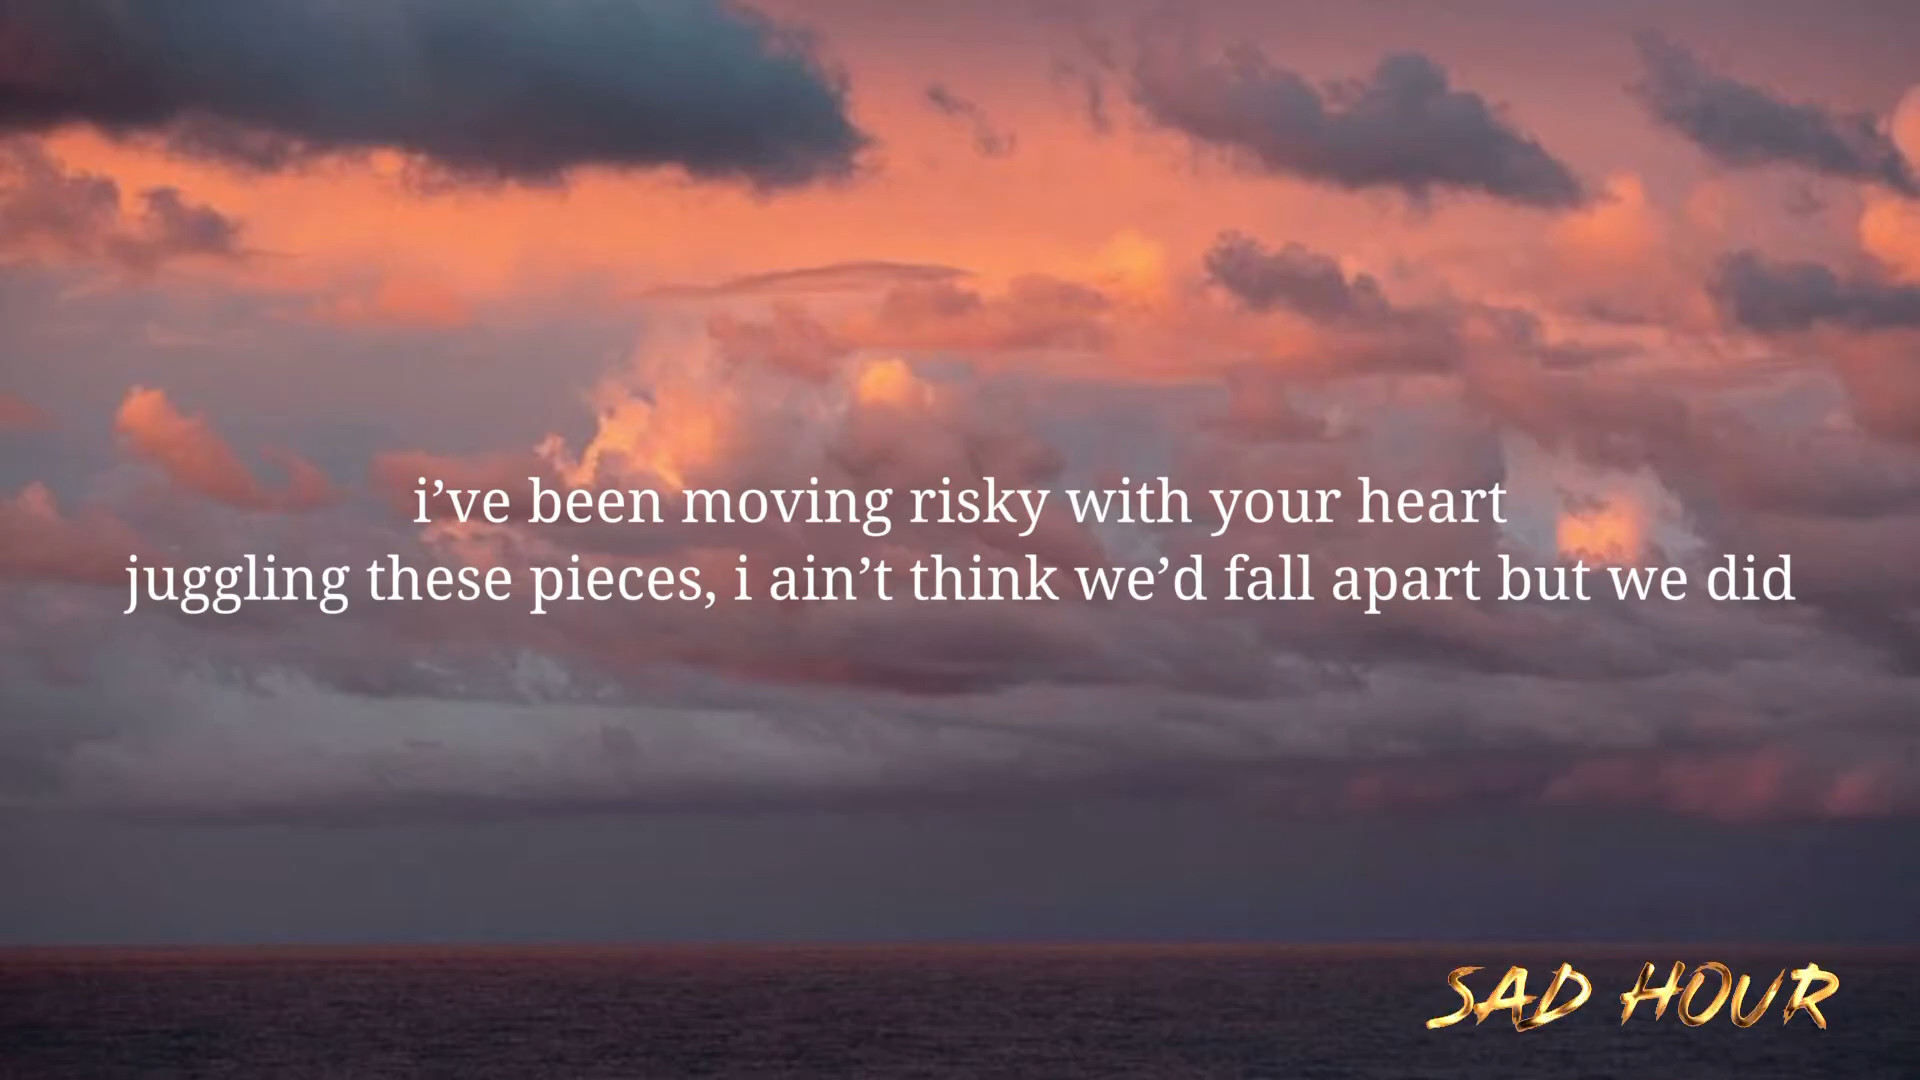 i’ve been moving risky with your heart
juggling these pieces, i ain’t think we’d fall apart but we did
SAD HOUR